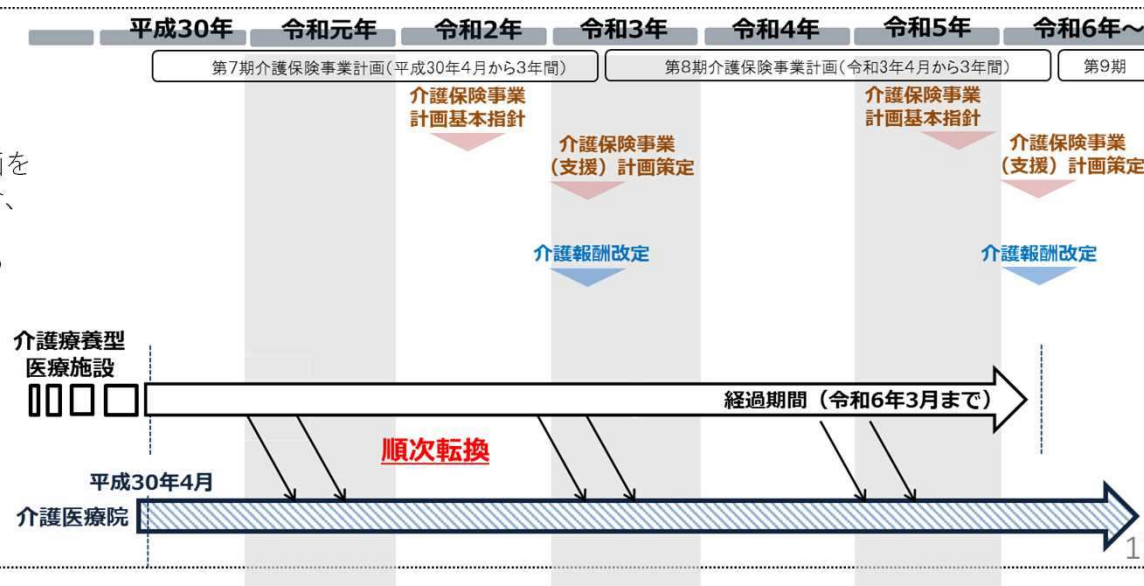 平成30年 令和元年 令和2年 令和3年 令和4年 令和5年 令和6年~
第7期介護保険事業計画(平成30年4月から3年間) 第8期介護保険事業計画(令和3年4月から3年間) 第9期
介護保険事業
計画基本指針
介護保険事業
(支援)計画策定
介護保険事業
計画基本指針
介護保険事業
(支援)計画策定
を
、
介護報酬改定
介護報酬改定
介護療養型
医療施設
経過期間(令和6年3月まで)
順次転換
平成30年4月
介護医療院
1